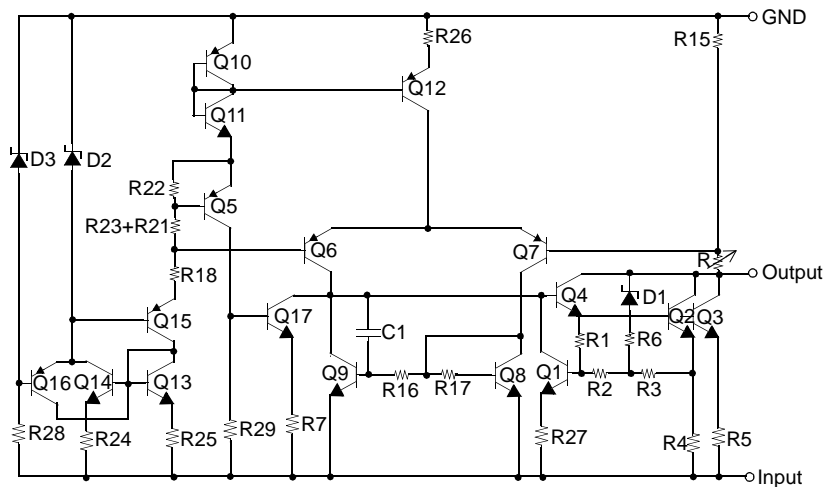 GND
R26
R15
Q10
Q12
Q11
D3
D2
R22
Q5
R23+R21
Q6
Q7
R
R18
Output
Q4
D1
Q15
Q17
Q2
Q3
C1
R1
R6
Q16
Q14
Q13
Q9
R16
R17
Q8
Q1
R2
R3
R28
R24
R25
R29
R7
R27
R4
R5
Input